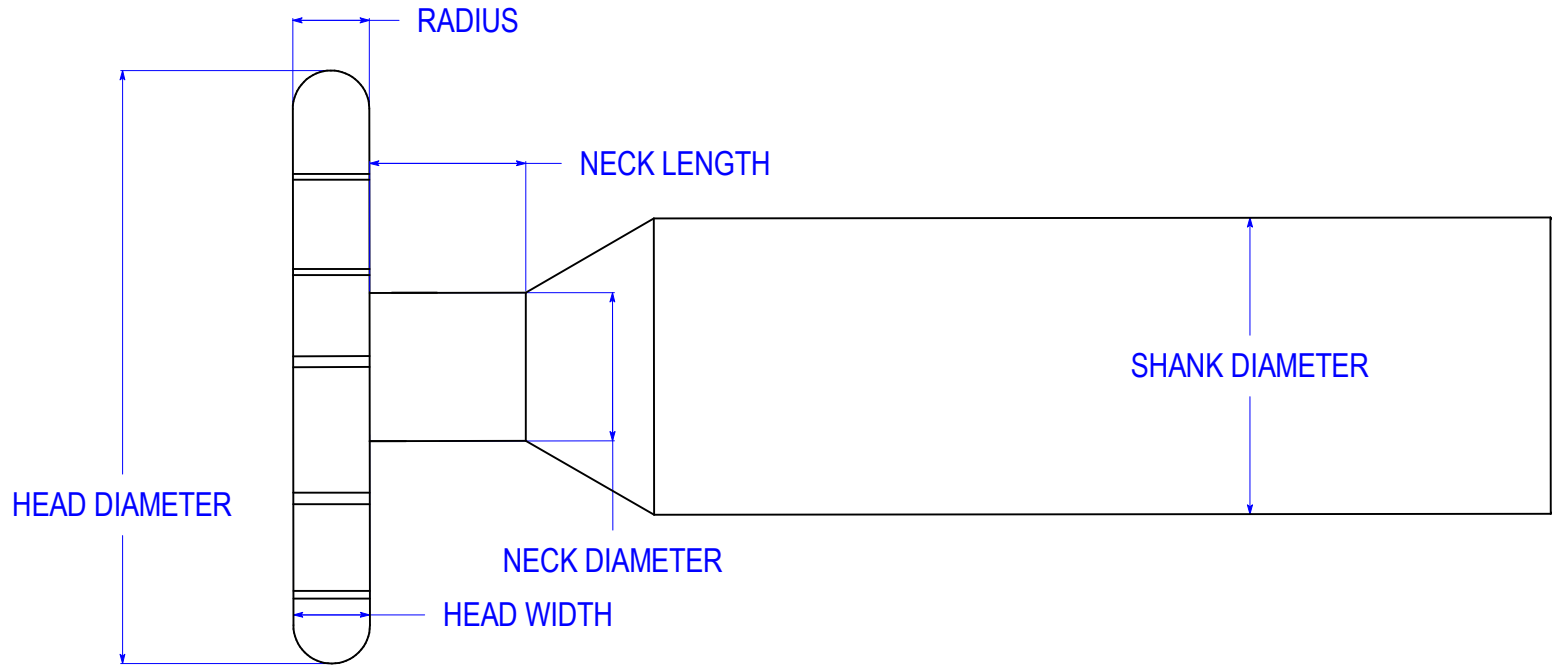 RADIUS
NECK LENGTH
SHANK DIAMETER
HEAD DIAMETER
NECK DIAMETER
HEAD WIDTH